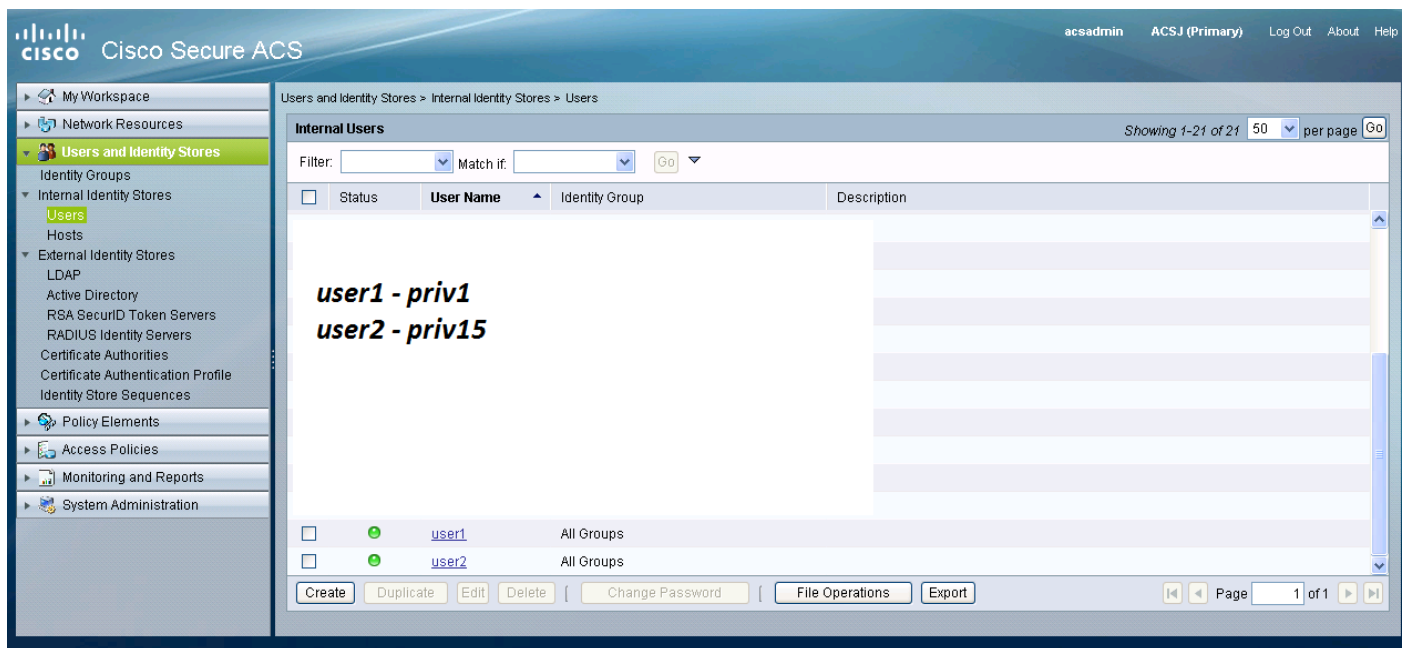 CISCO Cisco Secure ACS
acsadmin ACSJ (Primary) Log Out About Help
My Workspace
Network Resources
Users and Identity Stores
Identity Groups
Internal Identity Stores
Users
Hosts
External Identity Stores
LDAP
Active Directory
RSA SecurID Token Servers
RADIUS Identity Servers
Certificate Authorities
Certificate Authentication Profile
Identity Store Sequences
Policy Elements
Access Policies
Monitoring and Reports
System Administration
Users and Identity Stores > Internal Identity Stores > Users
Internal Users Showing 1-21 of 21 50 per page Go
Filter: Match if: Go
Status User Name Identity Group Description
user1 - priv1
user2 - priv15
user1 All Groups
user2 All Groups
Create Duplicate Edit Delete | Change Password | File Operations Export Page 1 of 1